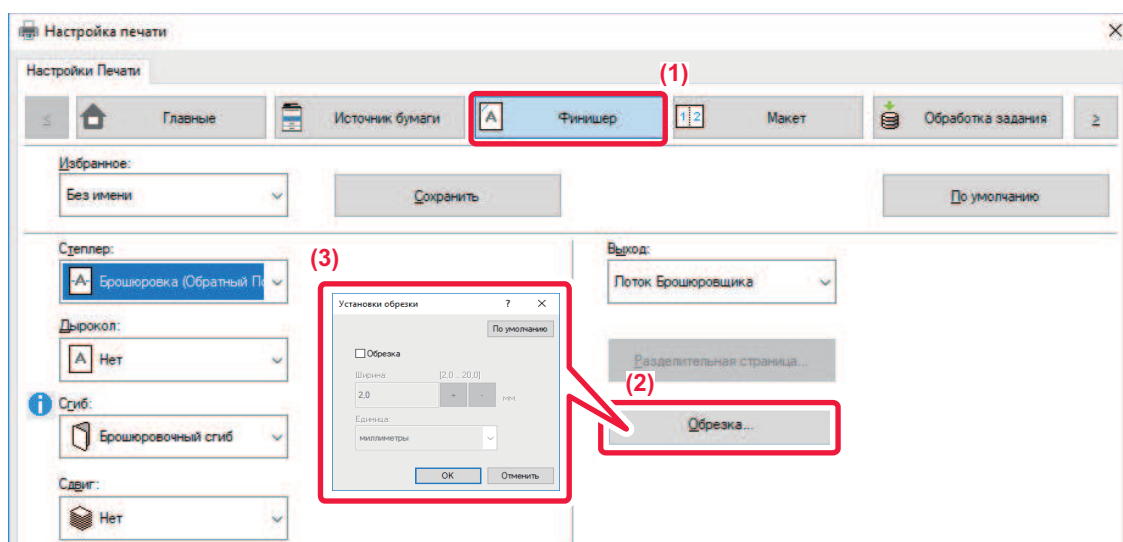 Настройка печати
Настройки Печати
(1)
≤ Главные Источник бумаги A Финишер 1 2 Макет Обработка задания ≥
Избранное:
Без имени Сохранить По умолчанию
Степлер:
-A- Брошюровка (Обратный П
Дырокол:
A Нет
i Сгиб:
Брошюровочный сгиб
Сдвиг:
Нет
(3)
Установки обрезки ? ×
По умолчанию
Обрезка
Ширина: [2,0 .. 20,0]
2,0 + - мм.
Единица:
миллиметры
OK Отменить
Выход:
Поток Брошюровщика
Разделительная страница...
(2)
Обрезка...